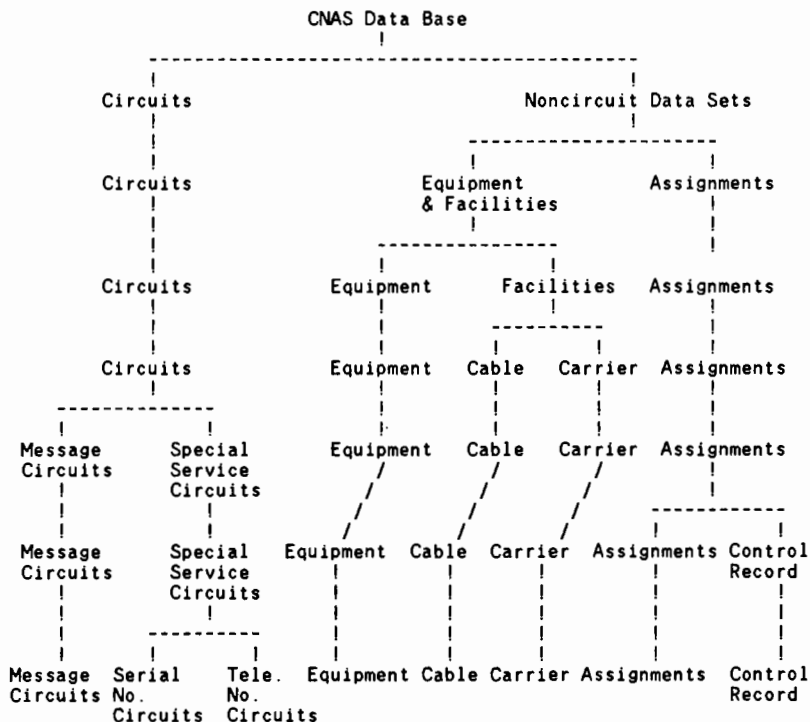 CNAS Data Base
Circuits Noncircuit Data Sets
Circuits Equipment Assignments
& Facilities
Circuits Equipment Facilities Assignments
Circuits Equipment Cable Carrier Assignments
Message Special Equipment Cable Carrier Assignments
Circuits Service
Circuits
Message Special Equipment Cable Carrier Assignments Control
Circuits Service Record
Circuits
Message Serial Tele. Equipment Cable Carrier Assignments Control
Circuits No. No. Record
Circuits Circuits